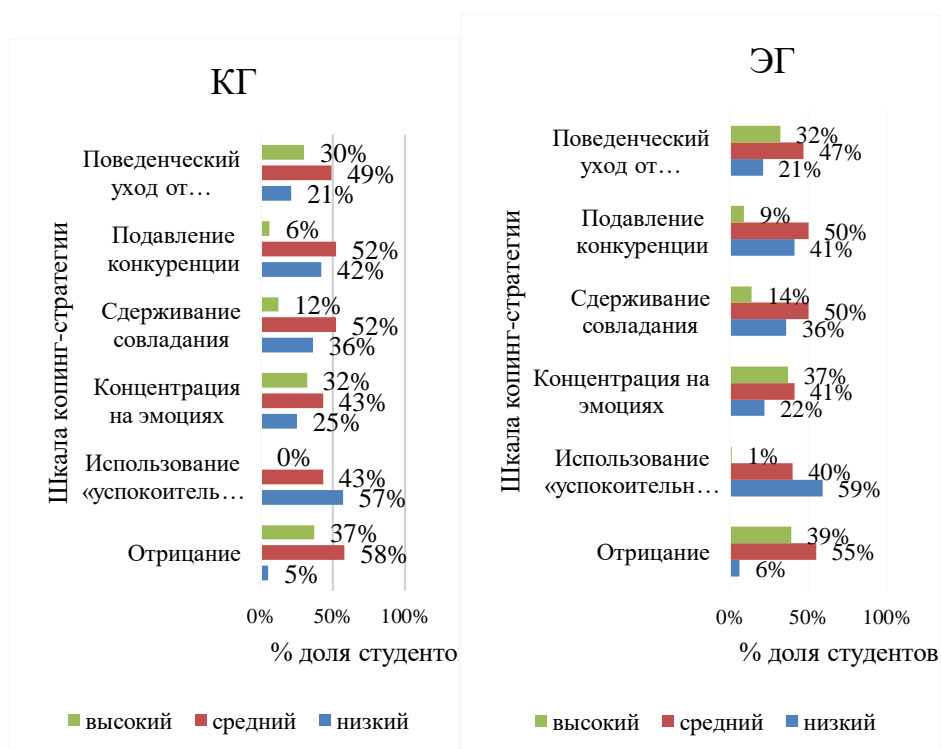 КГ
Шкала копинг-стратегии
Поведенческий
уход от…
30%
49%
21%
Подавление
конкуренции
6%
52%
42%
Сдерживание
совладания
12%
52%
36%
Концентрация
на эмоциях
32%
43%
25%
Использование
«успокоитель…
0%
43%
57%
Отрицание
37%
58%
5%
0% 50% 100%
% доля студенто
высокий средний низкий
ЭГ
Шкала копинг-стратегии
Поведенческий
уход от…
32%
47%
21%
Подавление
конкуренции
9%
50%
41%
Сдерживание
совладания
14%
50%
36%
Концентрация на
эмоциях
37%
41%
22%
Использование
«успокоительн…
1%
40%
59%
Отрицание
39%
55%
6%
0% 50% 100%
% доля студентов
высокий средний низкий